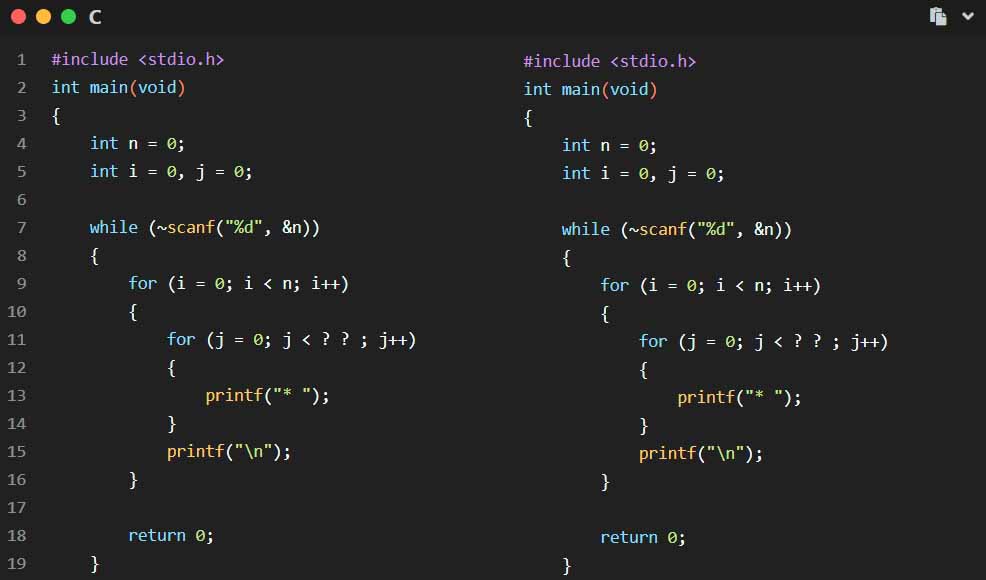 C
1 #include <stdio.h>
2 int main(void)
3 {
4     int n = 0;
5     int i = 0, j = 0;
6
7     while (~scanf("%d", &n))
8     {
9         for (i = 0; i < n; i++)
10         {
11             for (j = 0; j < ? ? ; j++)
12             {
13                 printf("* ");
14             }
15             printf("\n");
16         }
17
18         return 0;
19     }
#include <stdio.h>
int main(void)
{
    int n = 0;
    int i = 0, j = 0;

    while (~scanf("%d", &n))
    {
        for (i = 0; i < n; i++)
        {
            for (j = 0; j < ? ? ; j++)
            {
                printf("* ");
            }
            printf("\n");
        }

        return 0;
    }